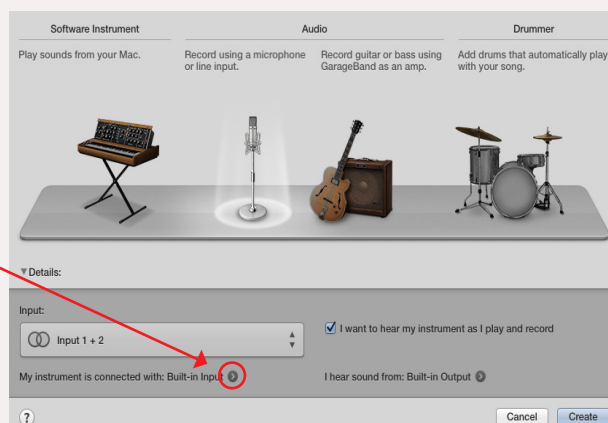 Software Instrument
Audio
Drummer
Play sounds from your Mac.
Record using a microphone
or line input.
Record guitar or bass using
GarageBand as an amp.
Add drums that automatically play
with your song.
Details:
Input:
Input 1 + 2
I want to hear my instrument as I play and record
My instrument is connected with: Built-in Input
I hear sound from: Built-in Output
?
Cancel
Create